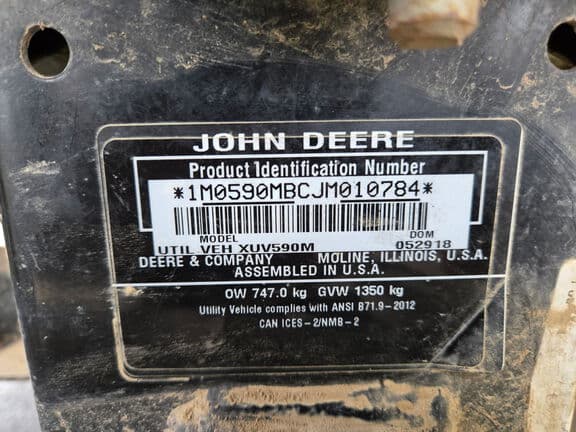 JOHN DEERE
Product Identification Number
*1M0590MBCJM010784*
MODEL DOM
UTIL VEH XUV590M 052918
DEERE & COMPANY MOLINE, ILLINOIS, U.S.A.
ASSEMBLED IN U.S.A.
OW 747.0 kg GVW 1350 kg
Utility Vehicle complies with ANSI B71.9-2012
CAN ICES-2/NMB-2